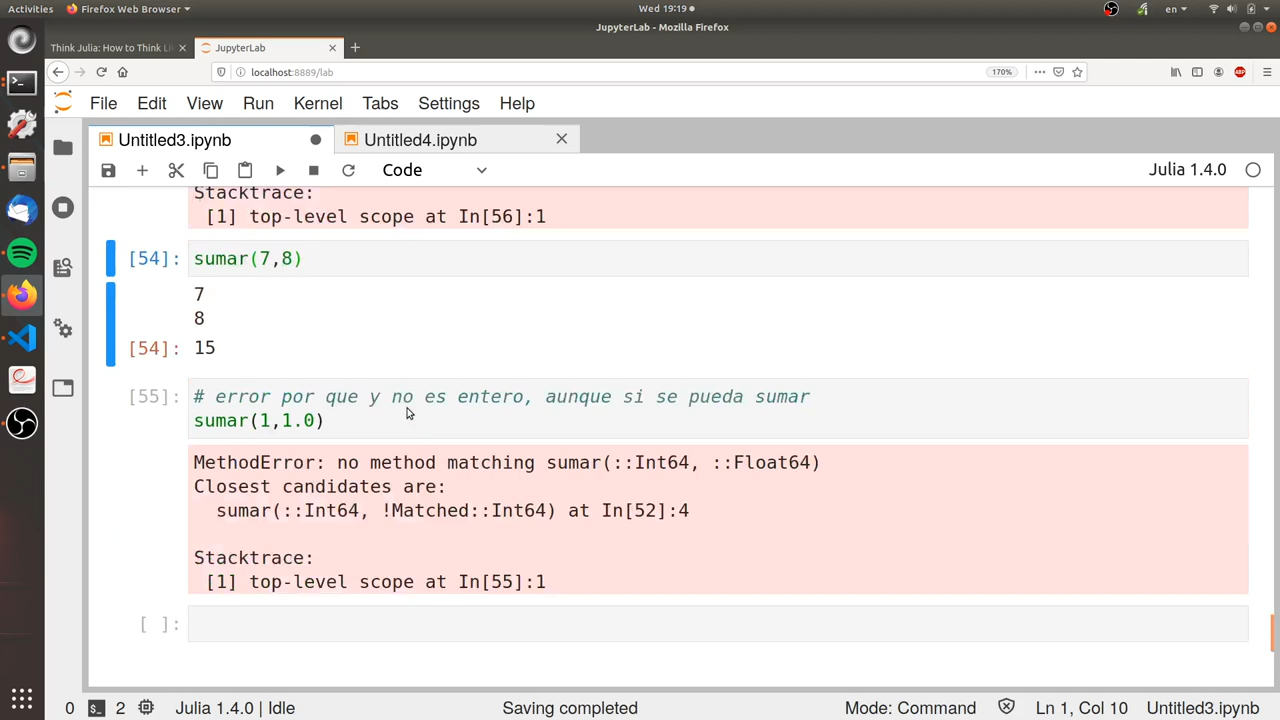 Activities
Firefox Web Browser
Wed 19:19
en
JupyterLab - Mozilla Firefox
Think Julia: How to Think Li
JupyterLab
localhost:8889/lab
170%
ABP
File Edit View Run Kernel Tabs Settings Help
Untitled3.ipynb
Untitled4.ipynb
Code
Julia 1.4.0
Stacktrace:
[1] top-level scope at In[56]:1
[54]: sumar(7,8)
7
8
[54]: 15
[55]: # error por que y no es entero, aunque si se pueda sumar
sumar(1,1.0)
MethodError: no method matching sumar(::Int64, ::Float64)
Closest candidates are:
sumar(::Int64, !Matched::Int64) at In[52]:4
Stacktrace:
[1] top-level scope at In[55]:1
[ ]:
0 2 Julia 1.4.0 | Idle Saving completed Mode: Command Ln 1, Col 10 Untitled3.ipynb